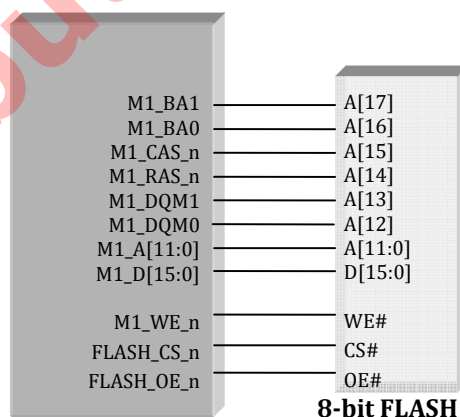 M1_BA1 A[17]
M1_BA0 A[16]
M1_CAS_n A[15]
M1_RAS_n A[14]
M1_DQM1 A[13]
M1_DQM0 A[12]
M1_A[11:0] A[11:0]
M1_D[15:0] D[15:0]
M1_WE_n WE#
FLASH_CS_n CS#
FLASH_OE_n OE#
8-bit FLASH